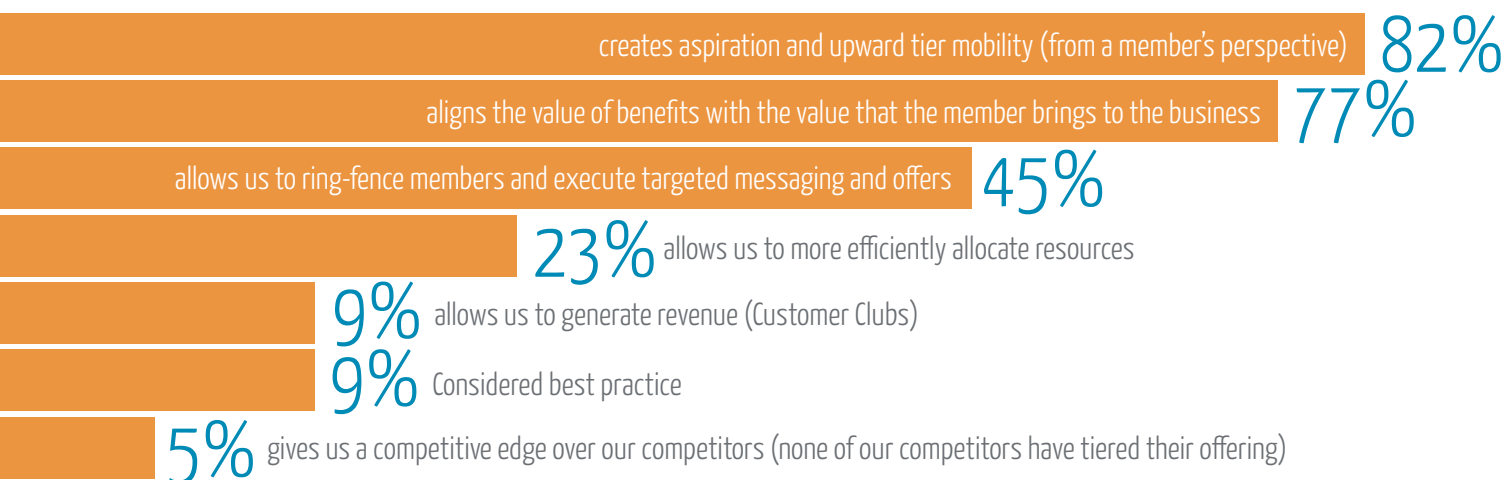 creates aspiration and upward tier mobility (from a member's perspective) 82%
aligns the value of benefits with the value that the member brings to the business 77%
allows us to ring-fence members and execute targeted messaging and offers 45%
23% allows us to more efficiently allocate resources
9% allows us to generate revenue (Customer Clubs)
9% Considered best practice
5% gives us a competitive edge over our competitors (none of our competitors have tiered their offering)